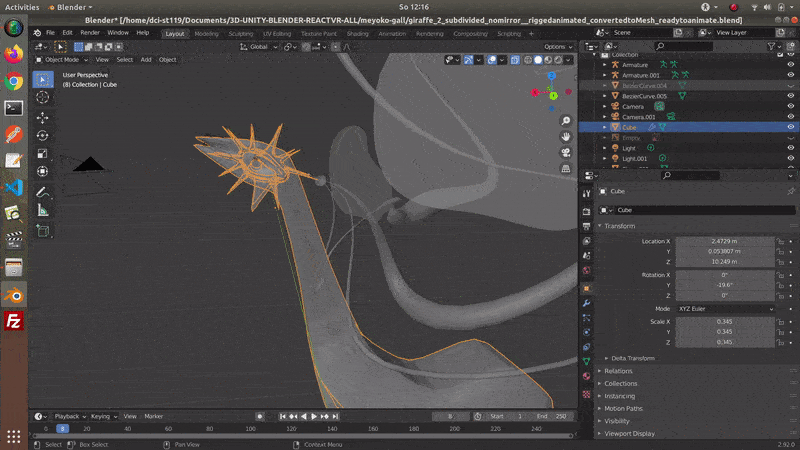 Activities Blender So 12:16
Blender* [/home/dci-st119/Documents/3D-UNITY-BLENDER-REACTVR-ALL/meyoko-gall/giraffe_2_subdivided_nomirror__riggedanimated_convertedtoMesh_readytoanimate.blend]
File Edit Render Window Help Layout Modeling Sculpting UV Editing Texture Paint Shading Animation Rendering Compositing Scripting Scene View Layer
Global Options
Object Mode View Select Add Object
User Perspective
(8) Collection | Cube
Collection
Armature
Armature.001
BezierCurve.004
BezierCurve.005
Camera
Camera.001
Cube
Empty
Light
Light.001
Cube
Cube
Transform
Location X 2.4729 m
Y 0.053807 m
Z 10.249 m
Rotation X 0°
Y -19.6°
Z 0°
Mode XYZ Euler
Scale X 0.345
Y 0.345
Z 0.345
Delta Transform
Relations
Collections
Instancing
Motion Paths
Visibility
Viewport Display
Playback Keying View Marker 8 Start 1 End 250
0 8 20 40 60 80 100 120 140 160 180 200 220 240
Select Box Select Pan View Context Menu 2.92.0